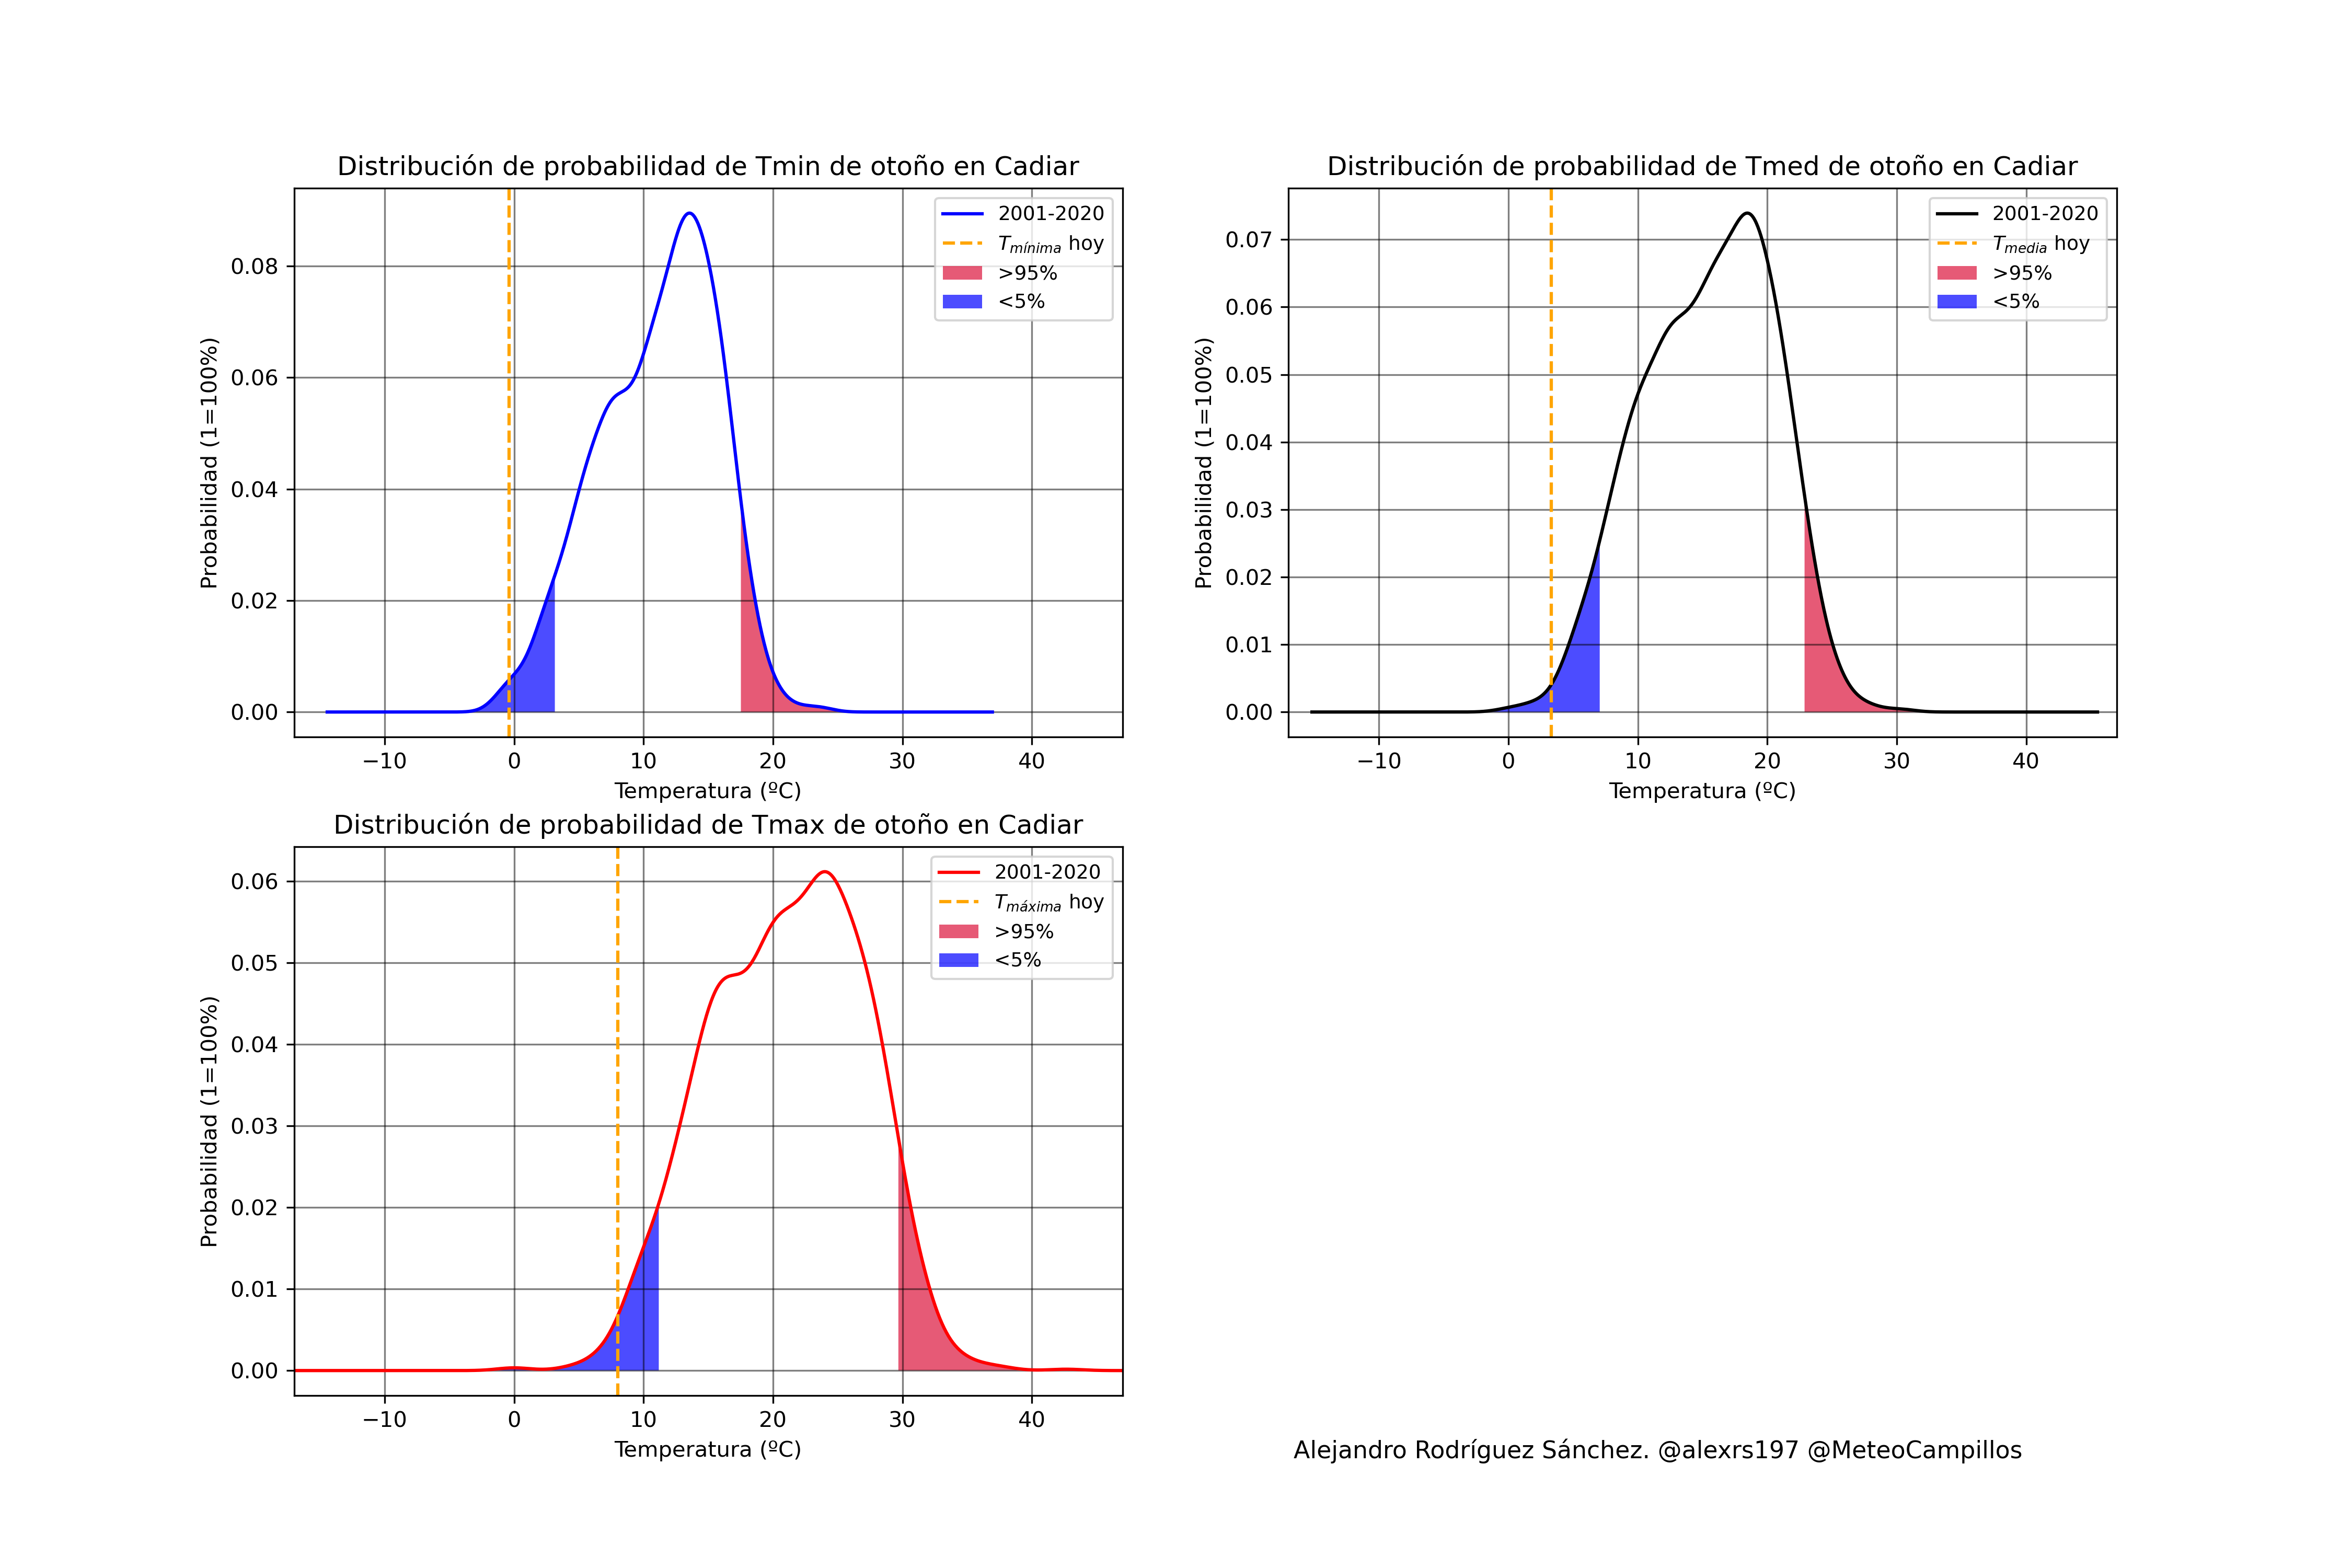 Distribución de probabilidad de Tmin de otoño en Cadiar
Probabilidad (1=100%)
0.08
0.06
0.04
0.02
0.00
2001-2020
T_mínima hoy
>95%
<5%
−10 0 10 20 30 40
Temperatura (ºC)
Distribución de probabilidad de Tmed de otoño en Cadiar
Probabilidad (1=100%)
0.07
0.06
0.05
0.04
0.03
0.02
0.01
0.00
2001-2020
T_media hoy
>95%
<5%
−10 0 10 20 30 40
Temperatura (ºC)
Distribución de probabilidad de Tmax de otoño en Cadiar
Probabilidad (1=100%)
0.06
0.05
0.04
0.03
0.02
0.01
0.00
2001-2020
T_máxima hoy
>95%
<5%
−10 0 10 20 30 40
Temperatura (ºC)
Alejandro Rodríguez Sánchez. @alexrs197 @MeteoCampillos